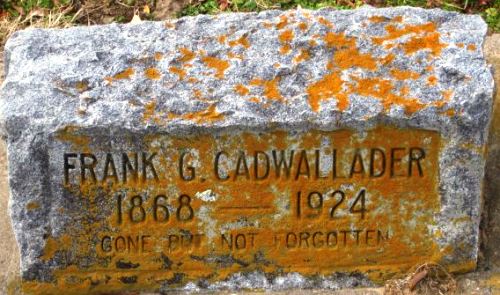 FRANK G. CADWALLADER
1868 — 1924
GONE BUT NOT FORGOTTEN